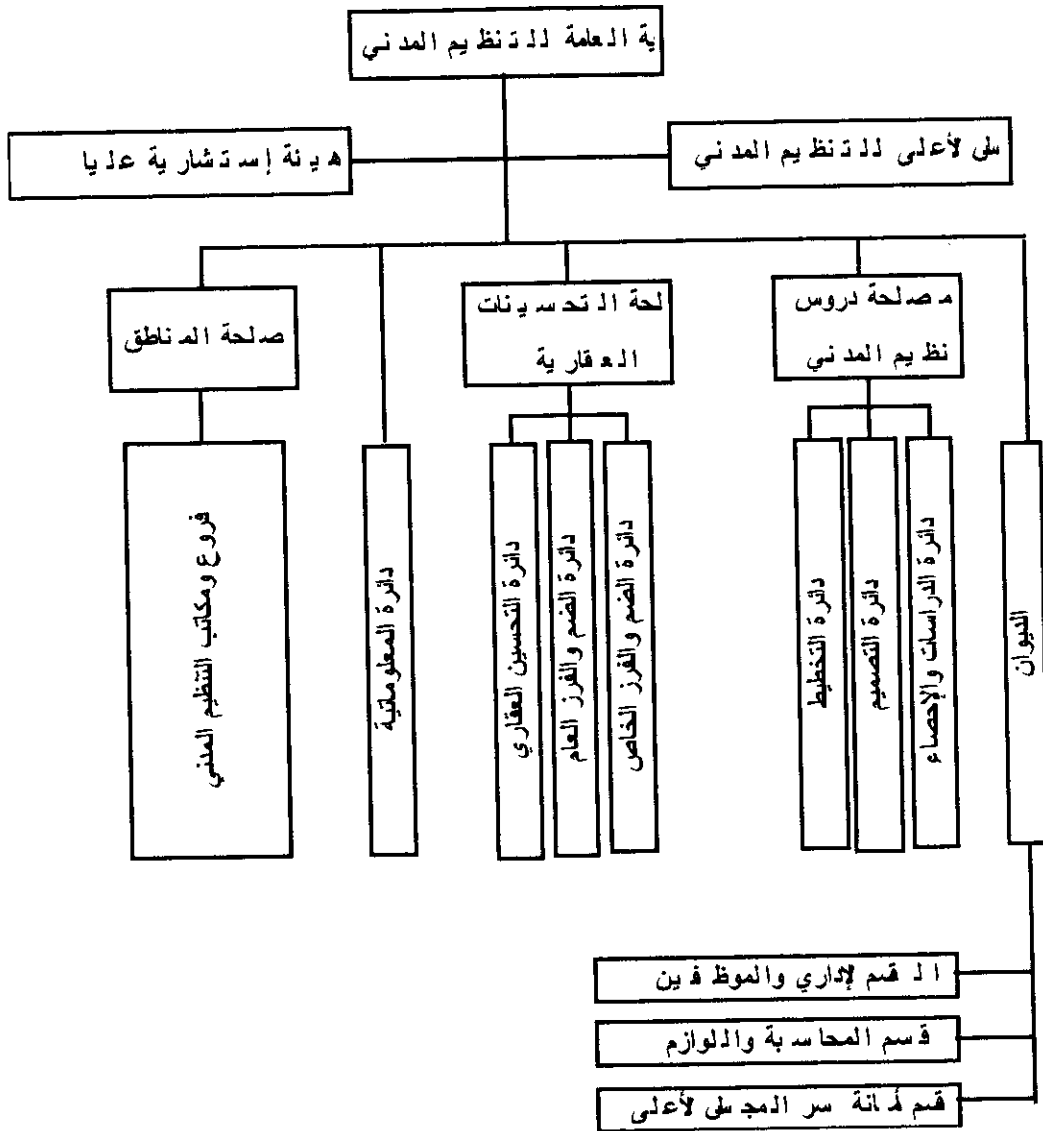 ية العامة للتنظيم المدني
لأعلى للتنظيم المدني
هيئة إستشارية عليا
مصلحة دروس
نظيم المدني
لحة التحسينات
العقارية
صلحة المناطق
الديوان
دائرة الدراسات والإحصاء
دائرة التصميم
دائرة التخطيط
دائرة الضم والفرز الخاص
دائرة الضم والفرز العام
دائرة التحسين العقاري
دائرة المعلوماتية
فروع ومكاتب التنظيم المدني
القسم لإداري والموظفين
قسم المحاسبة واللوازم
قسم أمانة سر المجلى لأعلى